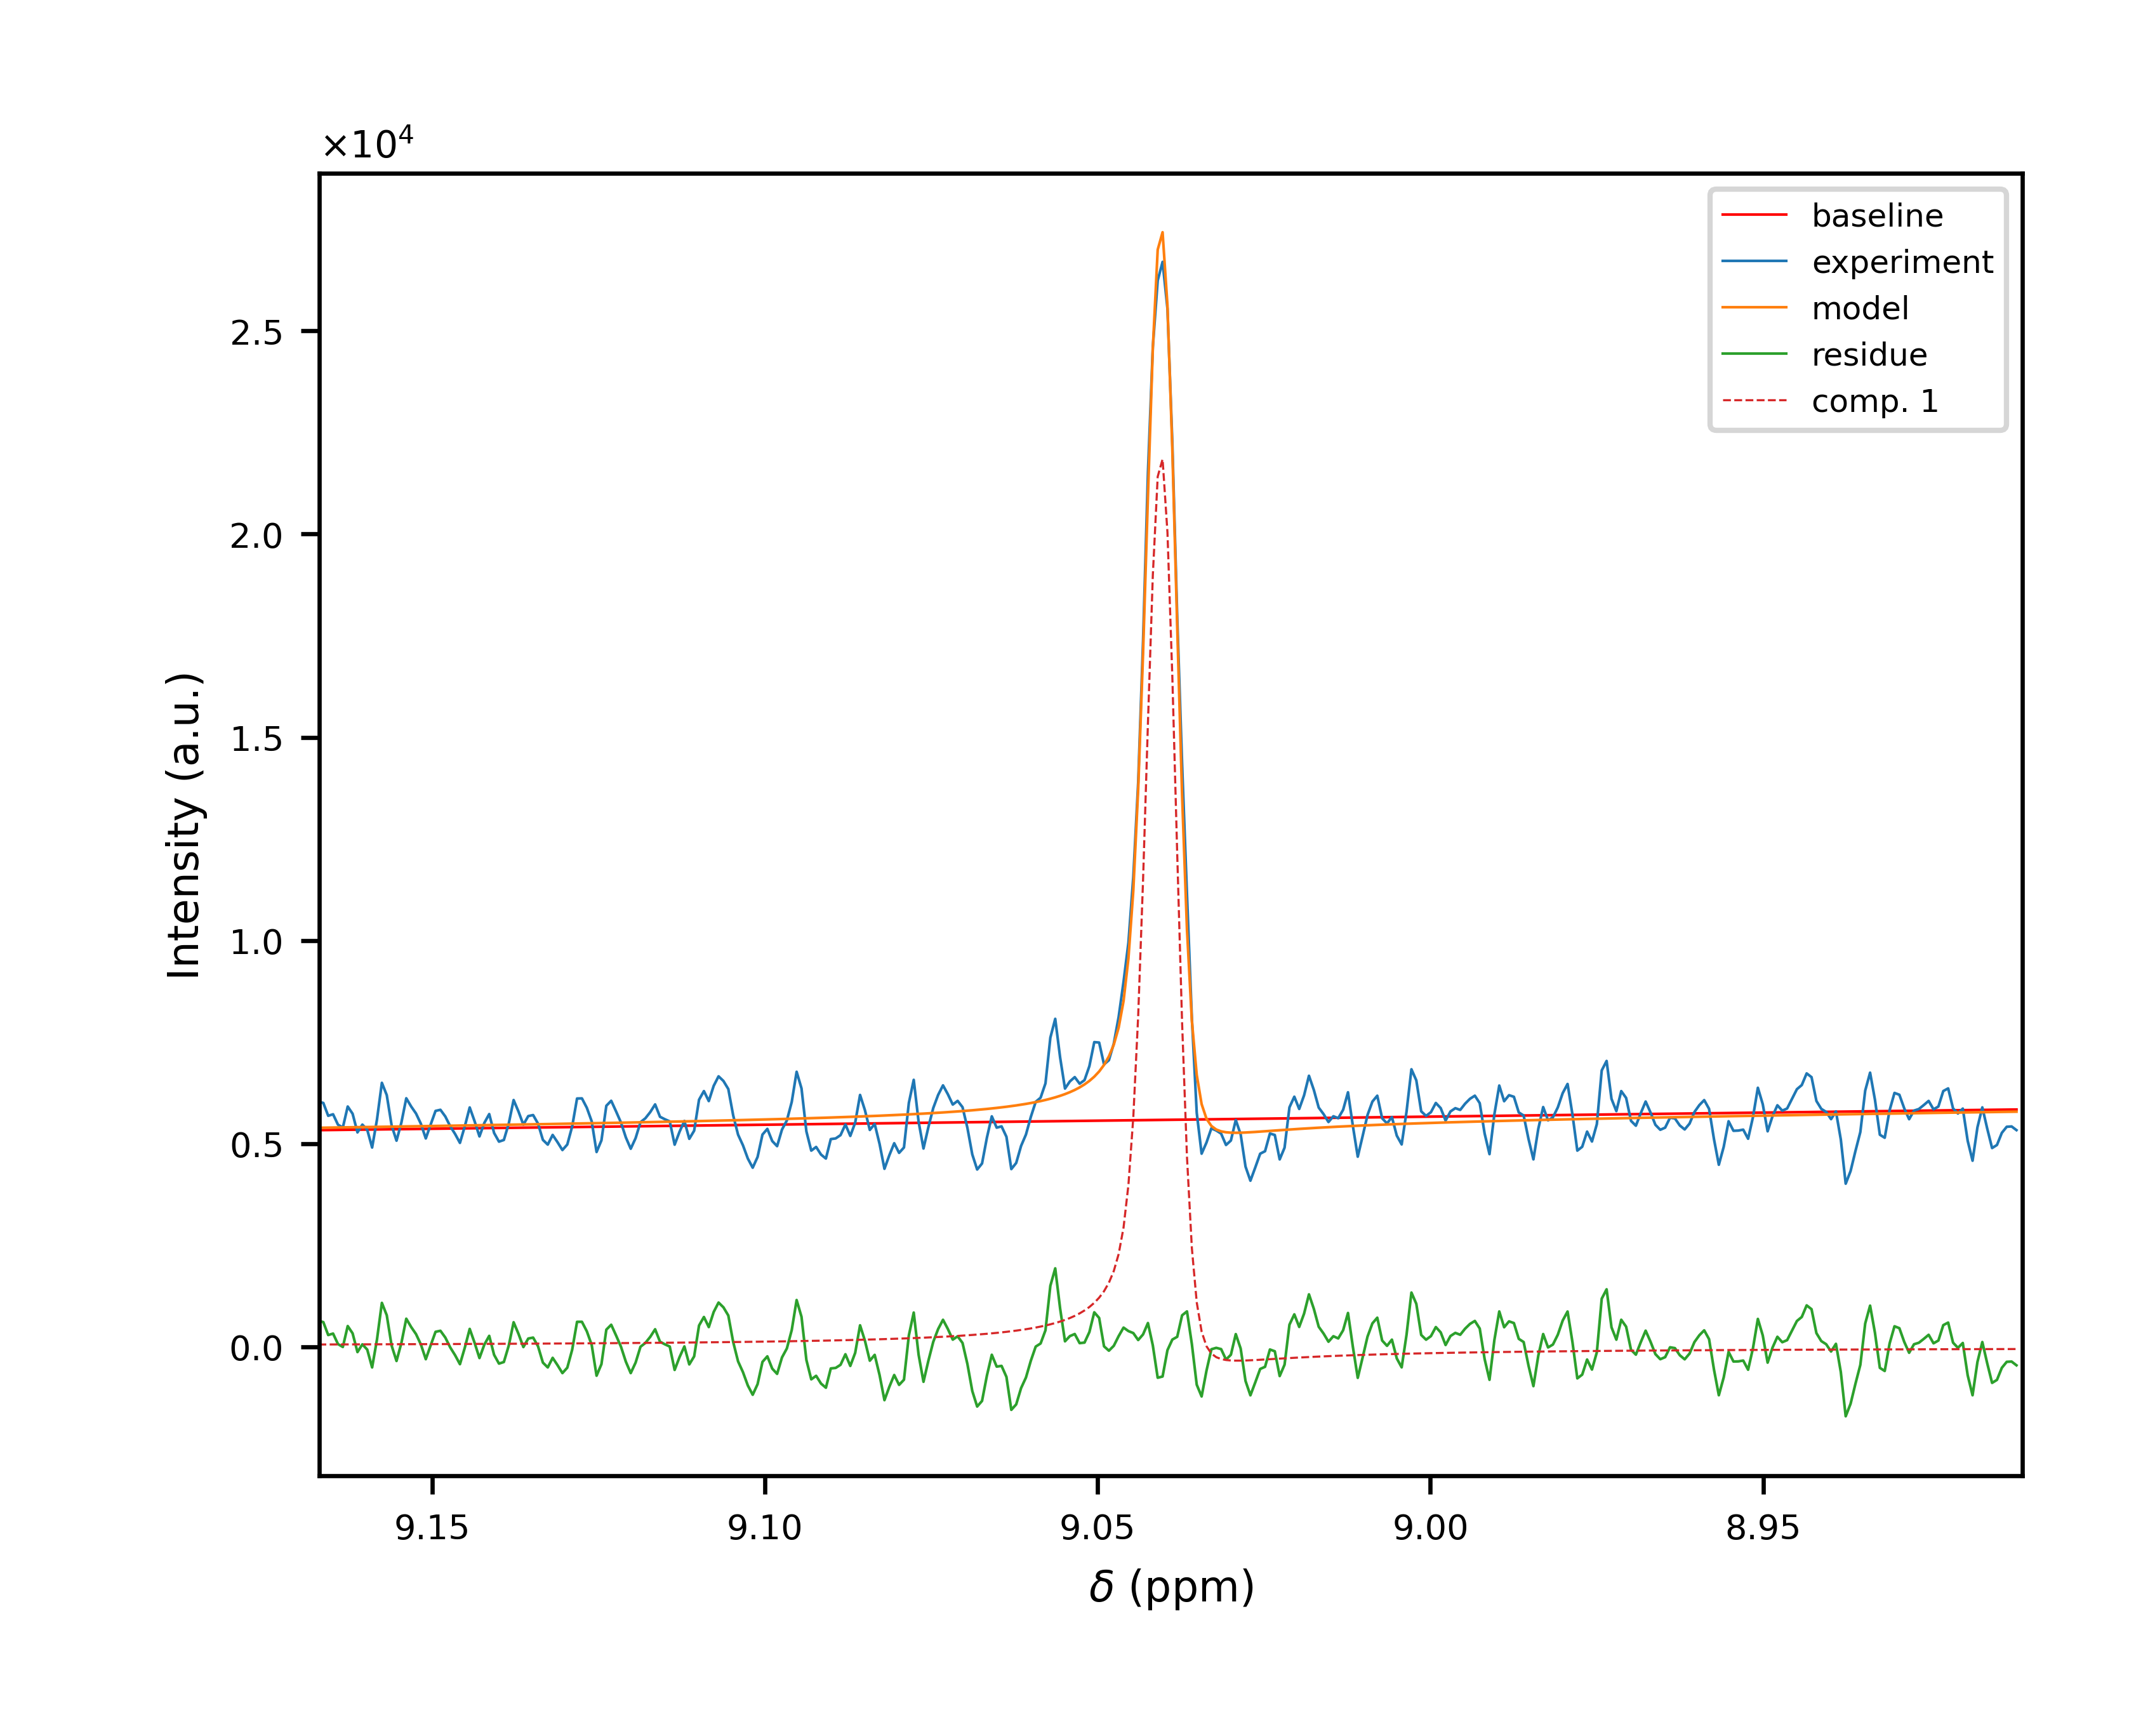 ×10⁴
baseline
experiment
model
residue
comp. 1
2.5
2.0
1.5
1.0
0.5
0.0
Intensity (a.u.)
9.15 9.10 9.05 9.00 8.95
δ (ppm)